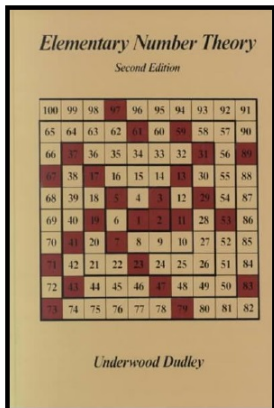 Elementary Number Theory
Second Edition
100 99 98 97 96 95 94 93 92 91
65 64 63 62 61 60 59 58 57 90
66 37 36 35 34 33 32 31 56 89
67 38 17 16 15 14 13 30 55 88
68 39 18 5 4 3 12 29 54 87
69 40 19 6 1 2 11 28 53 86
70 41 20 7 8 9 10 27 52 85
71 42 21 22 23 24 25 26 51 84
72 43 44 45 46 47 48 49 50 83
73 74 75 76 77 78 79 80 81 82
Underwood Dudley